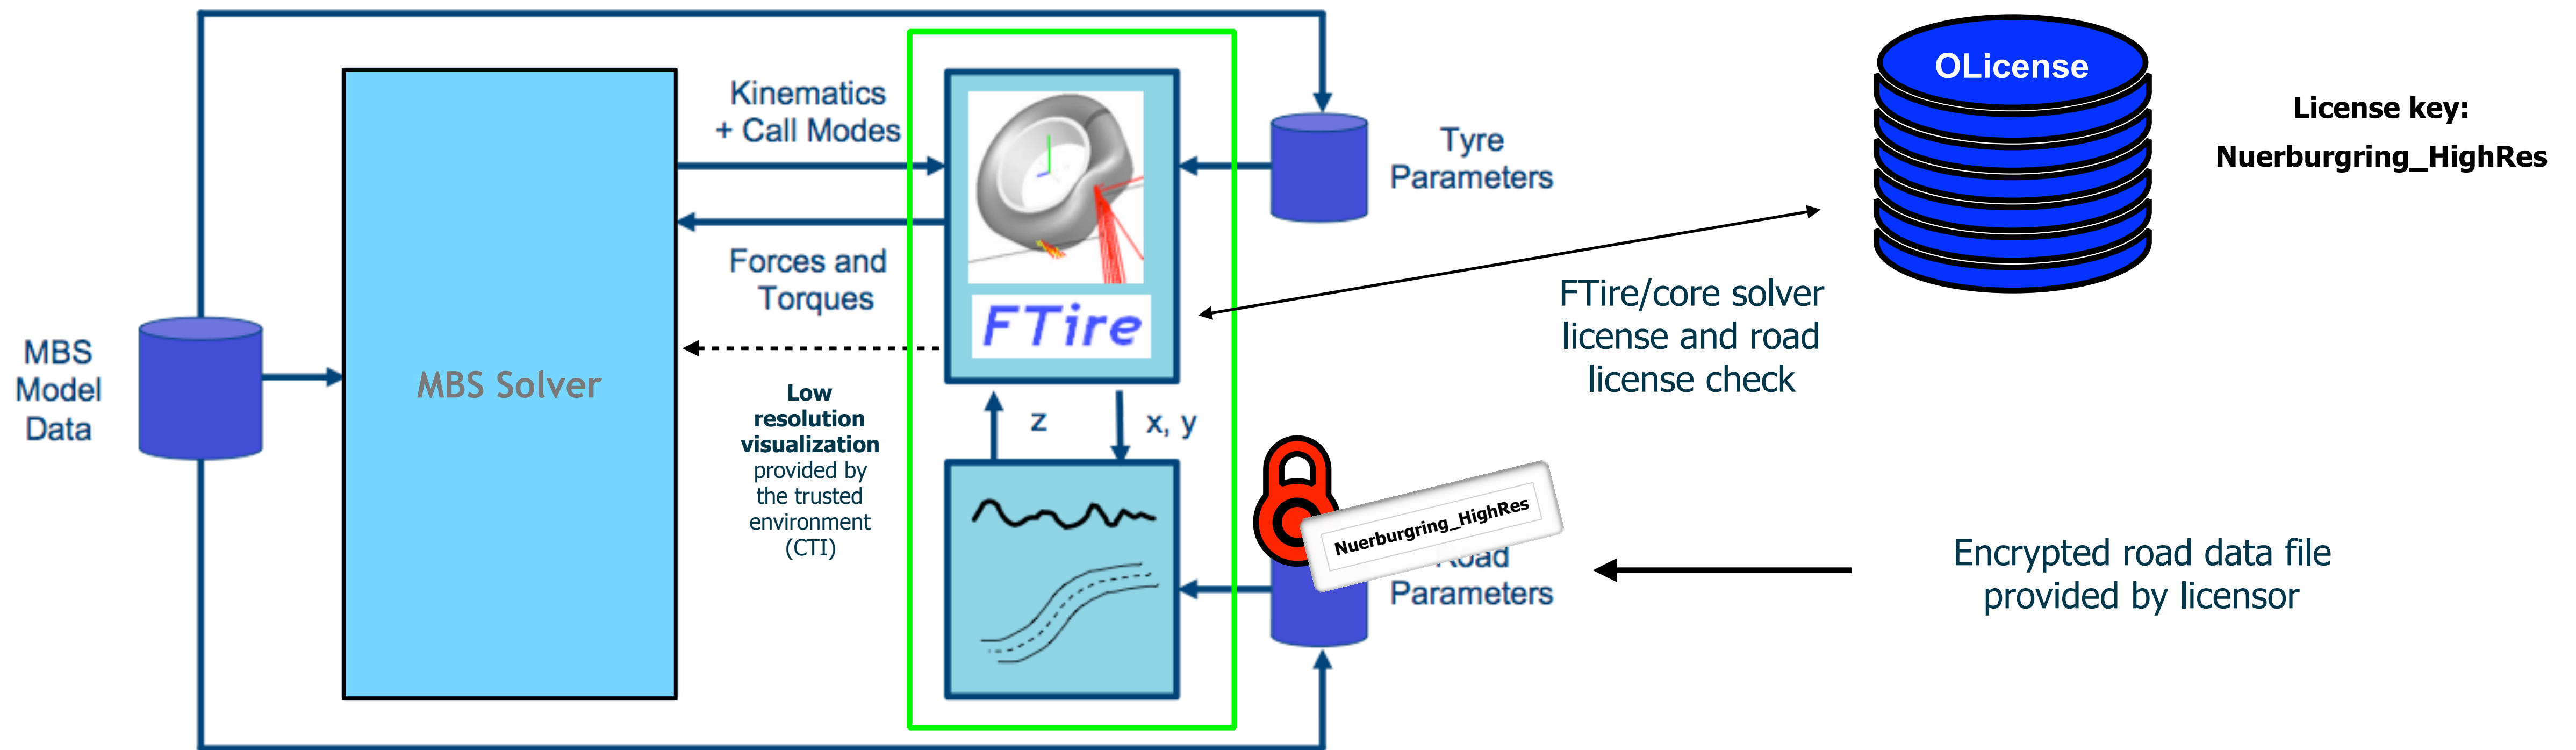 Kinematics
+ Call Modes
Forces and
Torques
MBS
Model
Data
MBS Solver
Low
resolution
visualization
provided by
the trusted
environment
(CTI)
FTire
z
x, y
Tyre
Parameters
OLicense
License key:
Nuerburgring_HighRes
FTire/core solver
license and road
license check
Nuerburgring_HighRes
Road
Parameters
Encrypted road data file
provided by licensor